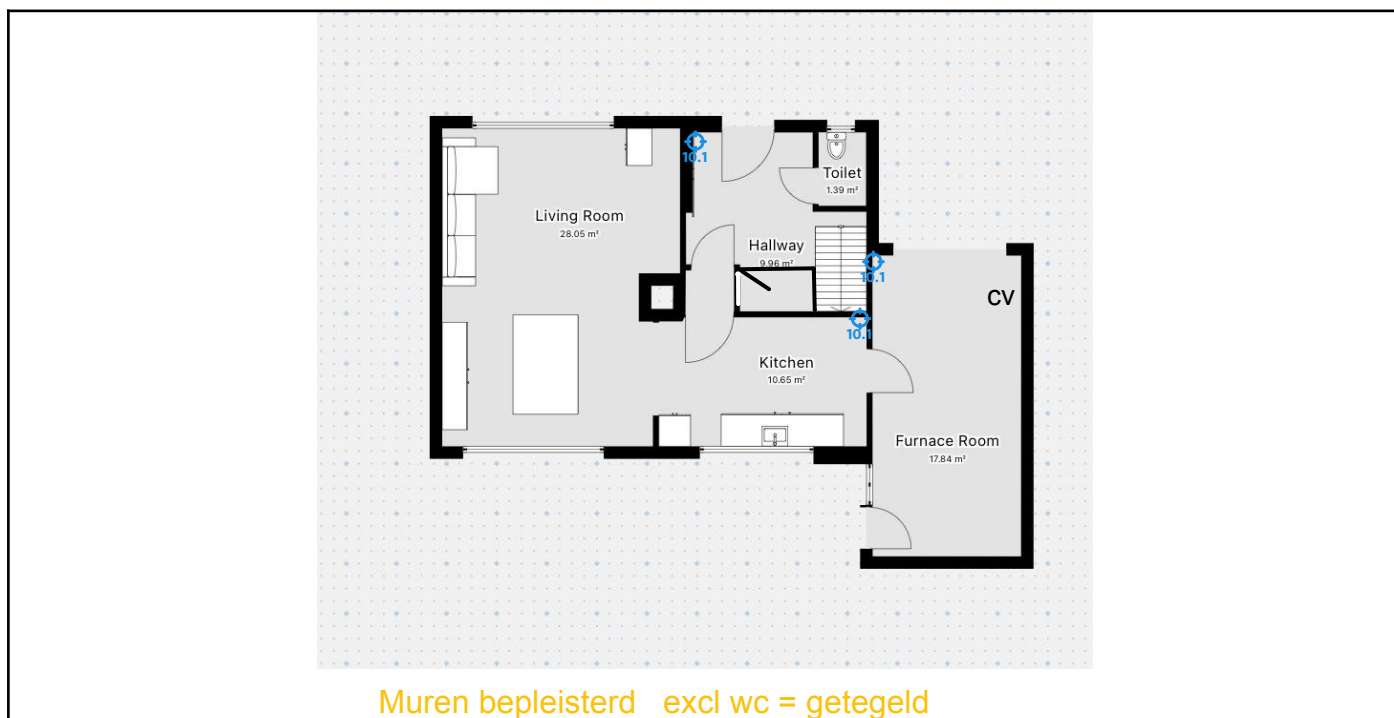 10.1
Toilet
1.39 m²
Living Room
28.05 m²
Hallway
9.96 m²
10.1
CV
10.1
Kitchen
10.65 m²
Furnace Room
17.84 m²
Muren bepleisterd excl wc = getegeld